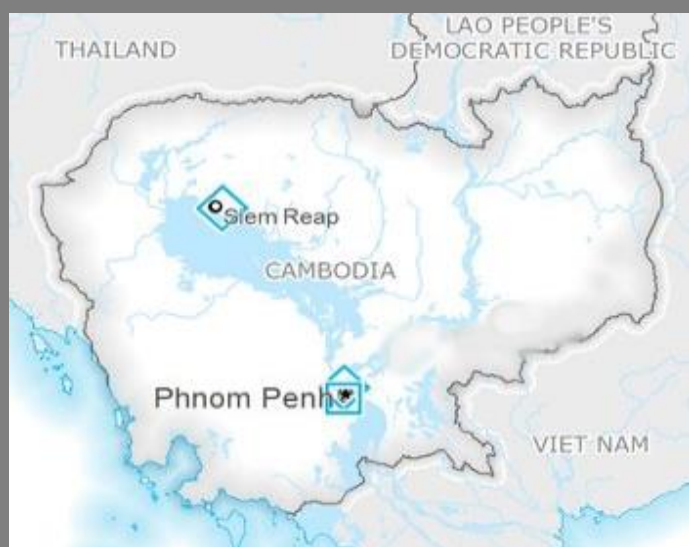 THAILAND
LAO PEOPLE'S
DEMOCRATIC REPUBLIC
Siem Reap
CAMBODIA
Phnom Penh
VIET NAM